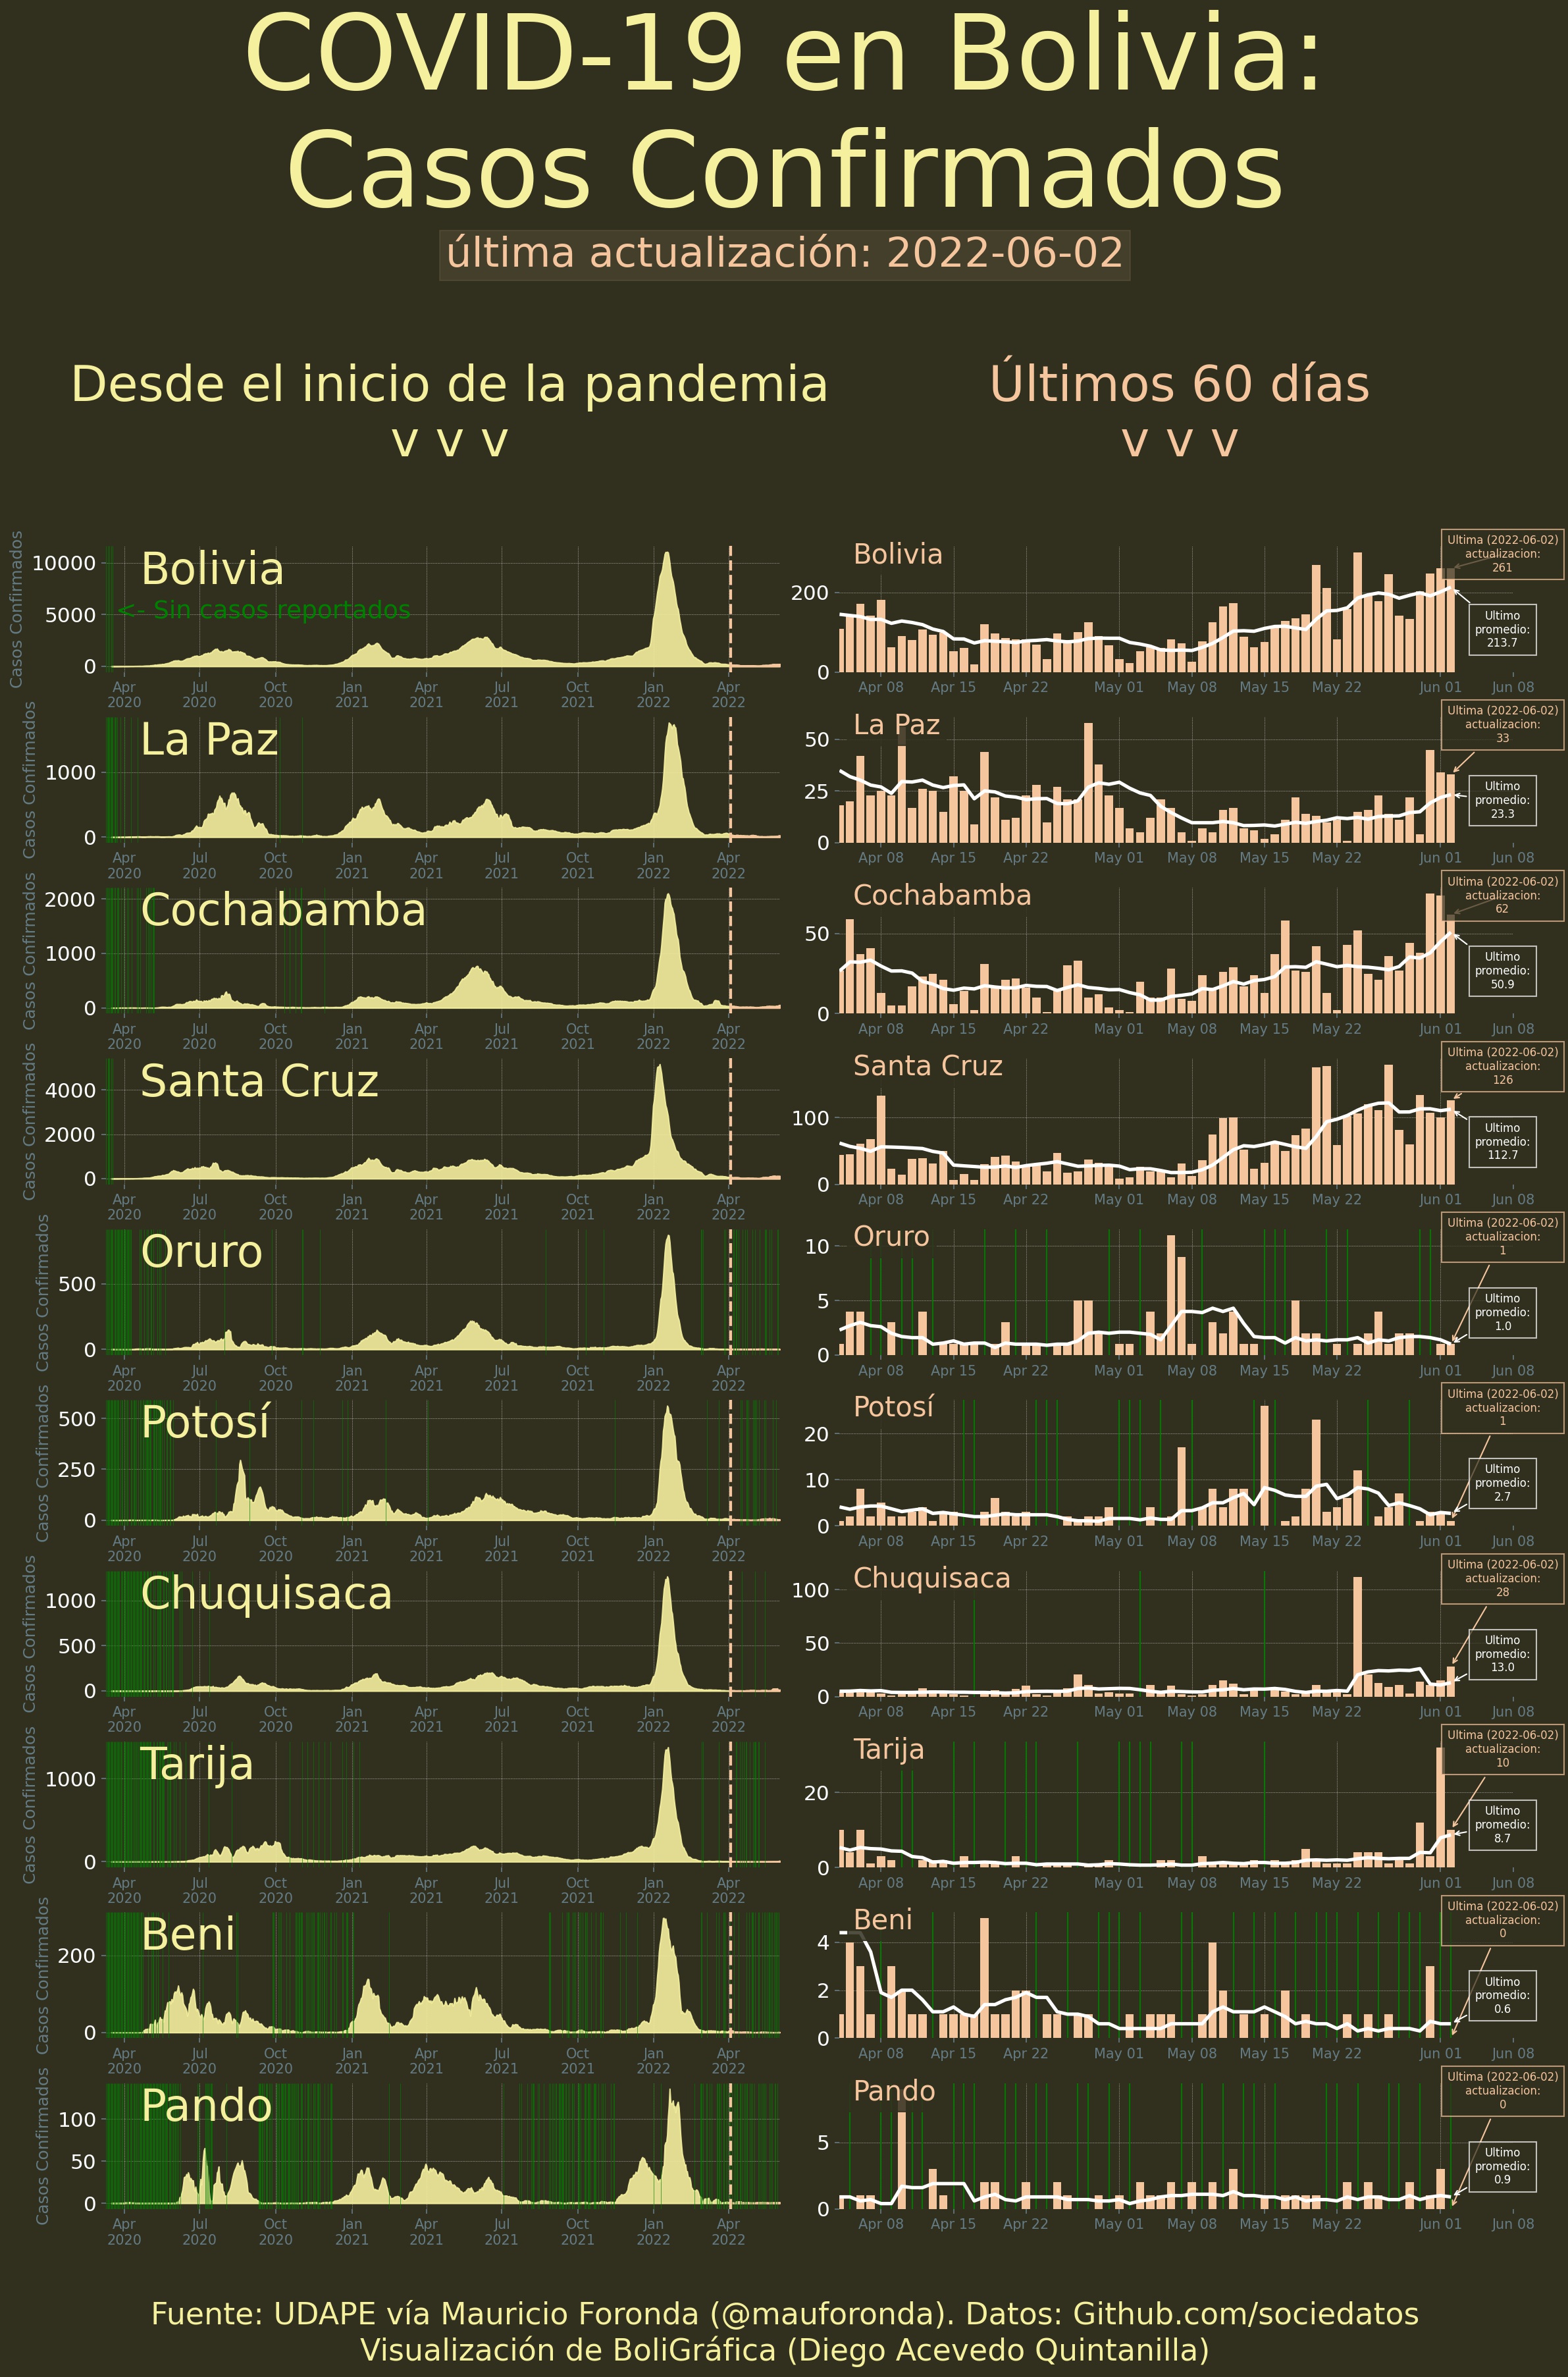 COVID-19 en Bolivia:
Casos Confirmados
última actualización: 2022-06-02
Desde el inicio de la pandemia
v v v
Últimos 60 días
v v v
Casos Confirmados
10000
5000
0
Bolivia
<- Sin casos reportados
Apr Jul Oct Jan Apr Jul Oct Jan Apr
2020 2020 2020 2021 2021 2021 2021 2022 2022
Bolivia
200
0
Apr 08 Apr 15 Apr 22 May 01 May 08 May 15 May 22 Jun 01 Jun 08
Ultima (2022-06-02)
actualizacion:
261
Ultimo
promedio:
213.7
Casos Confirmados
1000
0
La Paz
Apr Jul Oct Jan Apr Jul Oct Jan Apr
2020 2020 2020 2021 2021 2021 2021 2022 2022
La Paz
50
25
0
Apr 08 Apr 15 Apr 22 May 01 May 08 May 15 May 22 Jun 01 Jun 08
Ultima (2022-06-02)
actualizacion:
33
Ultimo
promedio:
23.3
Casos Confirmados
2000
1000
0
Cochabamba
Apr Jul Oct Jan Apr Jul Oct Jan Apr
2020 2020 2020 2021 2021 2021 2021 2022 2022
Cochabamba
50
0
Apr 08 Apr 15 Apr 22 May 01 May 08 May 15 May 22 Jun 01 Jun 08
Ultima (2022-06-02)
actualizacion:
62
Ultimo
promedio:
50.9
Casos Confirmados
4000
2000
0
Santa Cruz
Apr Jul Oct Jan Apr Jul Oct Jan Apr
2020 2020 2020 2021 2021 2021 2021 2022 2022
Santa Cruz
100
0
Apr 08 Apr 15 Apr 22 May 01 May 08 May 15 May 22 Jun 01 Jun 08
Ultima (2022-06-02)
actualizacion:
126
Ultimo
promedio:
112.7
Casos Confirmados
500
0
Oruro
Apr Jul Oct Jan Apr Jul Oct Jan Apr
2020 2020 2020 2021 2021 2021 2021 2022 2022
Oruro
10
5
0
Apr 08 Apr 15 Apr 22 May 01 May 08 May 15 May 22 Jun 01 Jun 08
Ultima (2022-06-02)
actualizacion:
1
Ultimo
promedio:
1.0
Casos Confirmados
500
250
0
Potosí
Apr Jul Oct Jan Apr Jul Oct Jan Apr
2020 2020 2020 2021 2021 2021 2021 2022 2022
Potosí
20
10
0
Apr 08 Apr 15 Apr 22 May 01 May 08 May 15 May 22 Jun 01 Jun 08
Ultima (2022-06-02)
actualizacion:
1
Ultimo
promedio:
2.7
Casos Confirmados
1000
500
0
Chuquisaca
Apr Jul Oct Jan Apr Jul Oct Jan Apr
2020 2020 2020 2021 2021 2021 2021 2022 2022
Chuquisaca
100
50
0
Apr 08 Apr 15 Apr 22 May 01 May 08 May 15 May 22 Jun 01 Jun 08
Ultima (2022-06-02)
actualizacion:
28
Ultimo
promedio:
13.0
Casos Confirmados
1000
0
Tarija
Apr Jul Oct Jan Apr Jul Oct Jan Apr
2020 2020 2020 2021 2021 2021 2021 2022 2022
Tarija
20
0
Apr 08 Apr 15 Apr 22 May 01 May 08 May 15 May 22 Jun 01 Jun 08
Ultima (2022-06-02)
actualizacion:
10
Ultimo
promedio:
8.7
Casos Confirmados
200
0
Beni
Apr Jul Oct Jan Apr Jul Oct Jan Apr
2020 2020 2020 2021 2021 2021 2021 2022 2022
Beni
4
2
0
Apr 08 Apr 15 Apr 22 May 01 May 08 May 15 May 22 Jun 01 Jun 08
Ultima (2022-06-02)
actualizacion:
0
Ultimo
promedio:
0.6
Casos Confirmados
100
50
0
Pando
Apr Jul Oct Jan Apr Jul Oct Jan Apr
2020 2020 2020 2021 2021 2021 2021 2022 2022
Pando
5
0
Apr 08 Apr 15 Apr 22 May 01 May 08 May 15 May 22 Jun 01 Jun 08
Ultima (2022-06-02)
actualizacion:
0
Ultimo
promedio:
0.9
Fuente: UDAPE vía Mauricio Foronda (@mauforonda). Datos: Github.com/sociedatos
Visualización de BoliGráfica (Diego Acevedo Quintanilla)